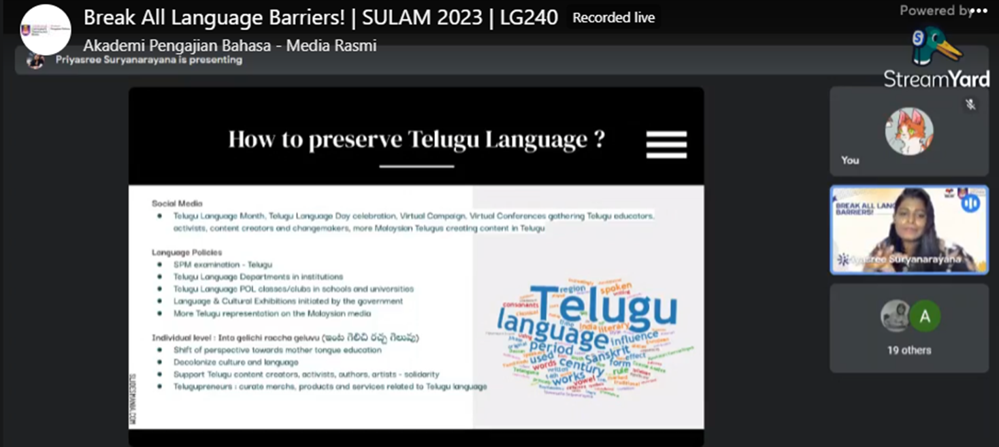 Break All Language Barriers! | SULAM 2023 | LG240
Recorded live
Akademi Pengajian Bahasa - Media Rasmi
Powered by
StreamYard
Priyasree Suryanarayana is presenting
How to preserve Telugu Language ?
Social Media
Telugu Language Month, Telugu Language Day celebration, Virtual Campaign, Virtual Conferences gathering Telugu educators,
activists, content creators and changemakers, more Malaysian Telugus creating content in Telugu
Language Policies
SPM examination - Telugu
Telugu Language Departments in institutions
Telugu Language POL classes/clubs in schools and universities
Language & Cultural Exhibitions initiated by the government
More Telugu representation on the Malaysian media
Individual level : Inta gelichi raccha geluvu (ఇంట గెలిచి రచ్చ గెలుపు)
Shift of perspective towards mother tongue education
Decolonize culture and language
Support Telugu content creators, activists, authors, artists - solidarity
Telugupreneurs : curate merchs, products and services related to Telugu language
SLIDESMANIA.COM
region
spoken
Telugu
consonants
language
India
literary
influence
period
Sanskrit
used
century
effect
form
words
rule
works
vowel
You
BREAK ALL LANG
BARRIERS!
yasree Suryanarayana
A
19 others